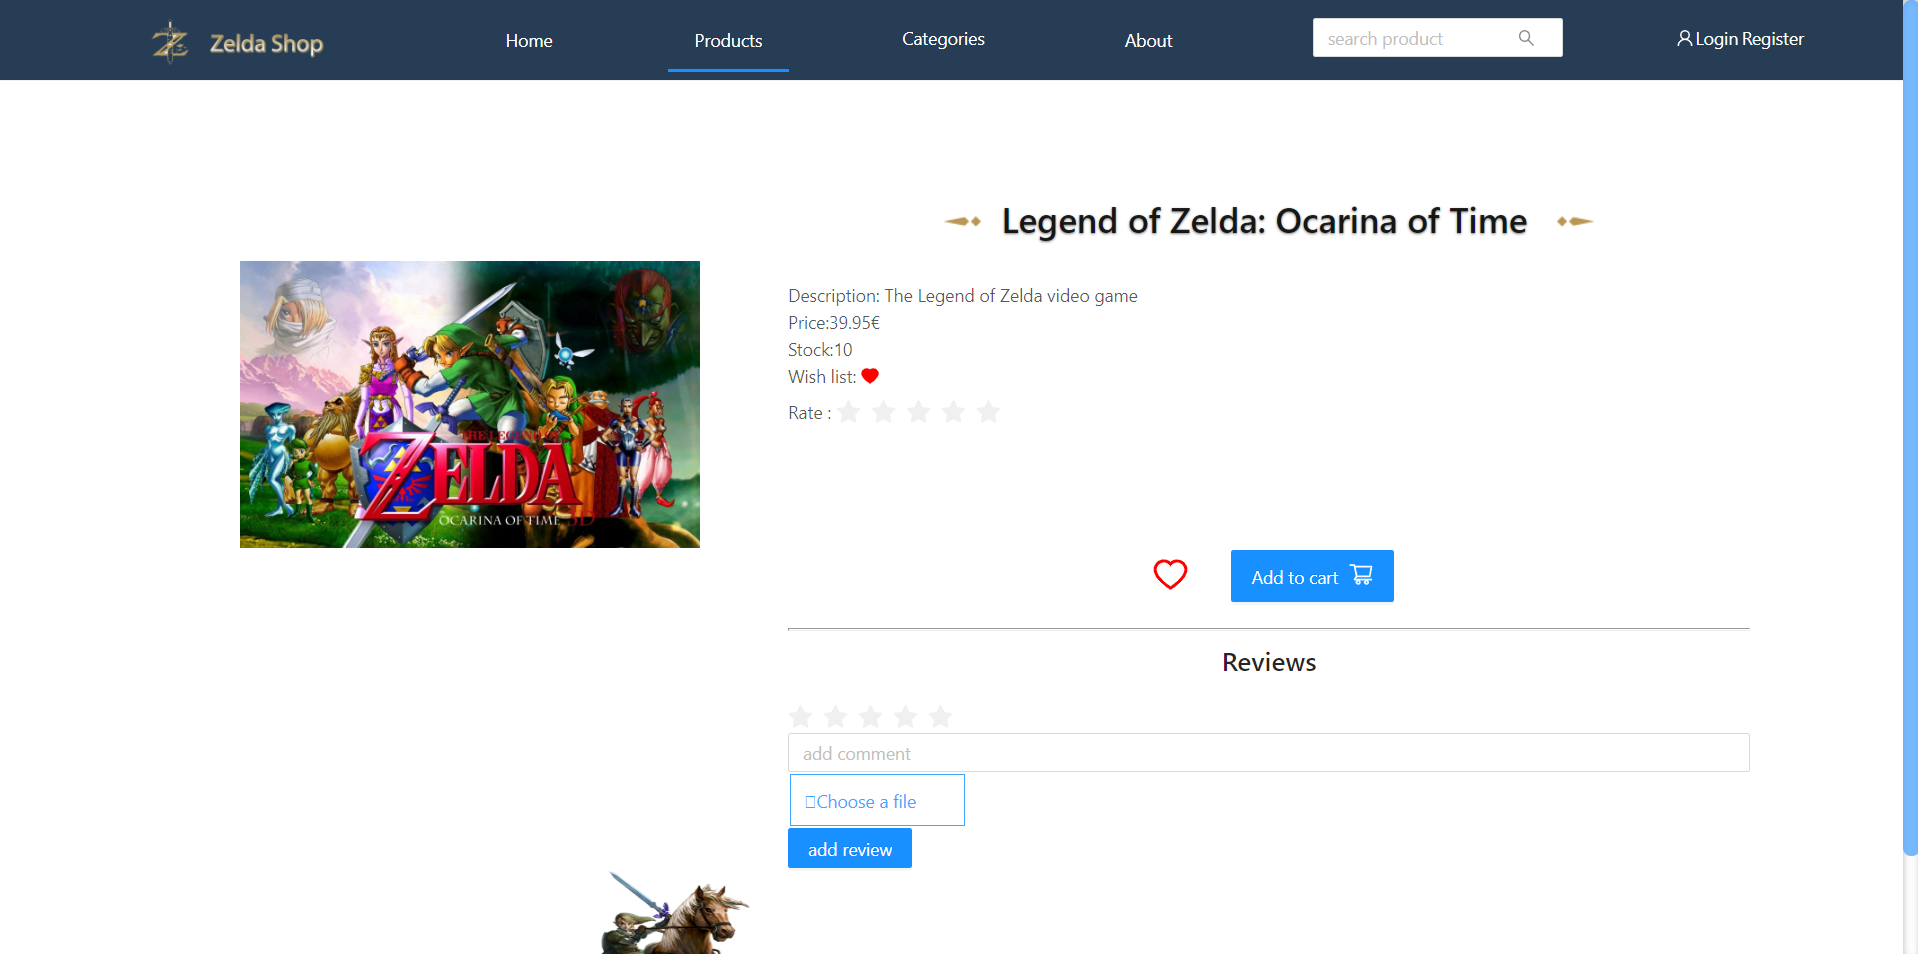 Zelda Shop
Home
Products
Categories
About
search product
Login Register
Legend of Zelda: Ocarina of Time
THE LEGEND OF
ZELDA
OCARINA OF TIME 3D
Description: The Legend of Zelda video game
Price:39.95€
Stock:10
Wish list:
Rate :
Add to cart
Reviews
add comment
Choose a file
add review